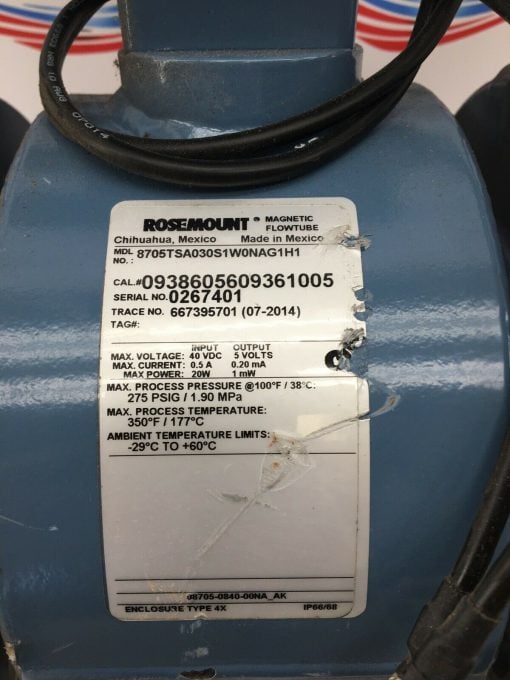 ROSEMOUNT® MAGNETIC FLOWTUBE
Chihuahua, Mexico Made in Mexico
MDL NO.: 8705TSA030S1W0NAG1H1
CAL.# 0938605609361005
SERIAL NO. 0267401
TRACE NO. 667395701 (07-2014)
TAG#:
INPUT OUTPUT
MAX. VOLTAGE: 40 VDC 5 VOLTS
MAX. CURRENT: 0.5 A 0.20 mA
MAX POWER: 20W 1 mW
MAX. PROCESS PRESSURE @100°F / 38°C:
275 PSIG / 1.90 MPa
MAX. PROCESS TEMPERATURE:
350°F / 177°C
AMBIENT TEMPERATURE LIMITS:
-29°C TO +60°C
08705-0840-00NA_AK
ENCLOSURE TYPE 4X IP66/68